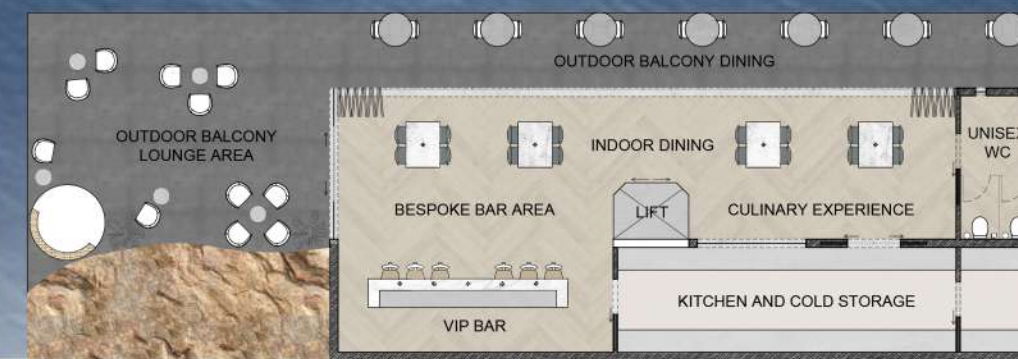 OUTDOOR BALCONY DINING
OUTDOOR BALCONY
LOUNGE AREA
INDOOR DINING
UNISEX
WC
BESPOKE BAR AREA
LIFT
CULINARY EXPERIENCE
KITCHEN AND COLD STORAGE
VIP BAR